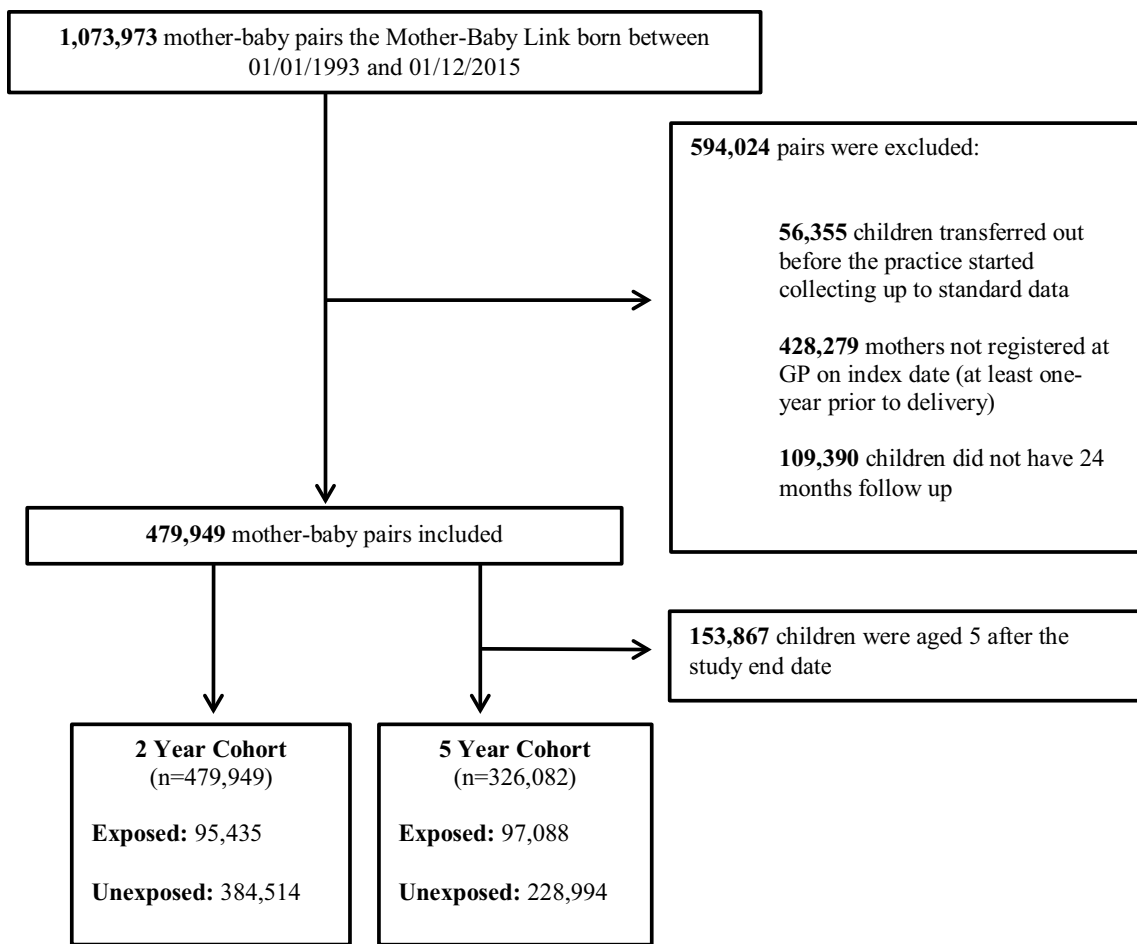 1,073,973 mother-baby pairs the Mother-Baby Link born between
01/01/1993 and 01/12/2015
594,024 pairs were excluded:
56,355 children transferred out
before the practice started
collecting up to standard data
428,279 mothers not registered at
GP on index date (at least one-
year prior to delivery)
109,390 children did not have 24
months follow up
479,949 mother-baby pairs included
153,867 children were aged 5 after the
study end date
2 Year Cohort
(n=479,949)
Exposed: 95,435
Unexposed: 384,514
5 Year Cohort
(n=326,082)
Exposed: 97,088
Unexposed: 228,994